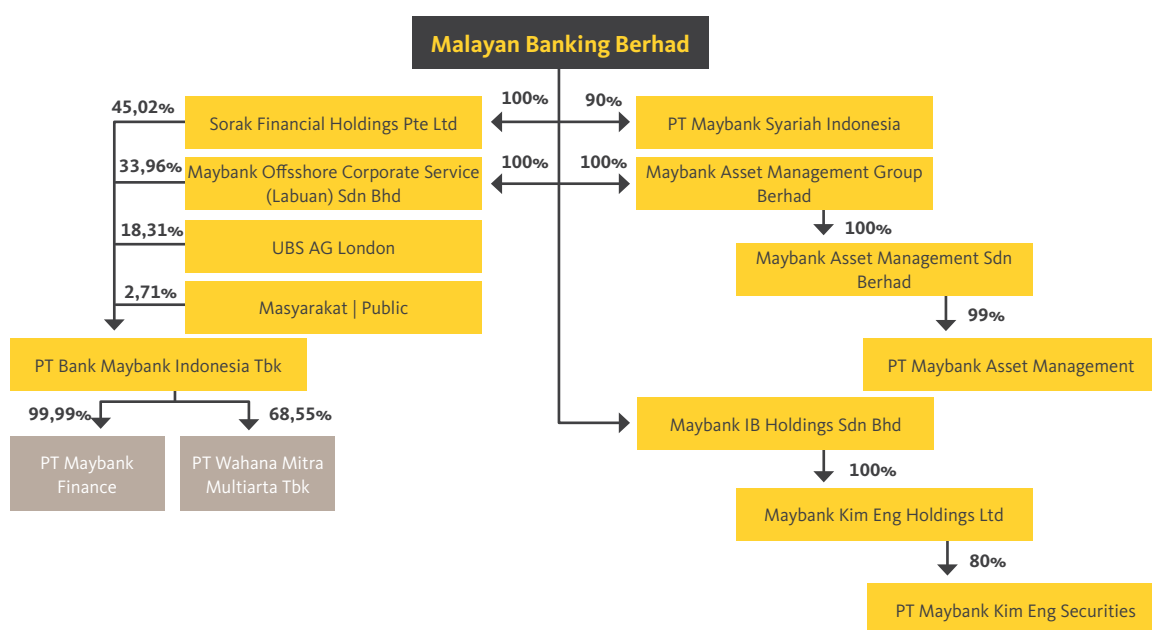 Malayan Banking Berhad
45,02%
Sorak Financial Holdings Pte Ltd
100%
90%
PT Maybank Syariah Indonesia
33,96%
Maybank Offsshore Corporate Service
(Labuan) Sdn Bhd
100%
100%
Maybank Asset Management Group
Berhad
18,31%
UBS AG London
100%
Maybank Asset Management Sdn
Berhad
2,71%
Masyarakat | Public
99%
PT Bank Maybank Indonesia Tbk
PT Maybank Asset Management
99,99%
68,55%
Maybank IB Holdings Sdn Bhd
PT Maybank
Finance
PT Wahana Mitra
Multiarta Tbk
100%
Maybank Kim Eng Holdings Ltd
80%
PT Maybank Kim Eng Securities